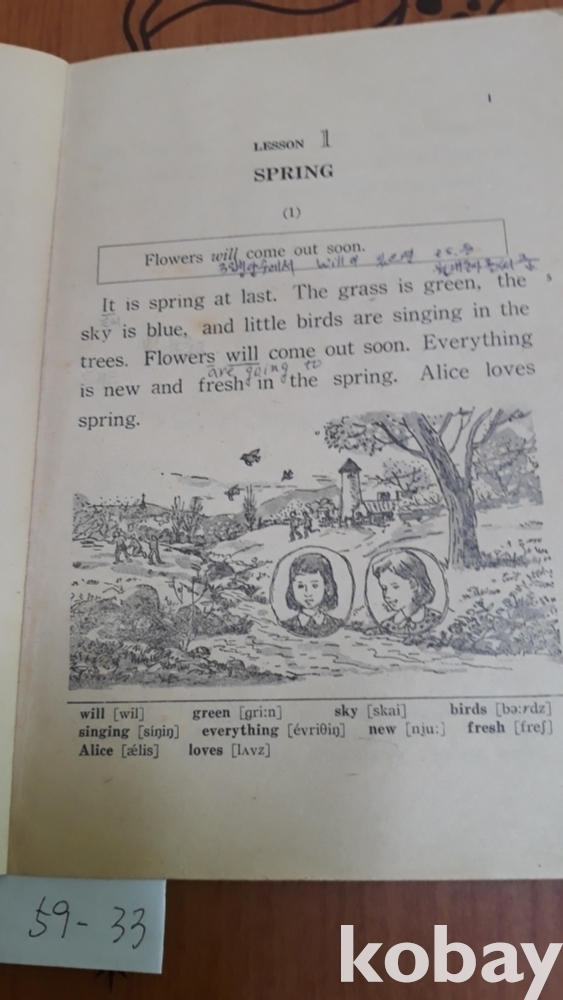 1
LESSON 1
SPRING
(1)
Flowers will come out soon.
will
It is spring at last. The grass is green, the
sky is blue, and little birds are singing in the
trees. Flowers will come out soon. Everything
are going to
is new and fresh in the spring. Alice loves
spring.
will [wil] green [gri:n] sky [skai] birds [bə:rdz]
singing [síŋiŋ] everything [évriθiŋ] new [nju:] fresh [freʃ]
Alice [ǽlis] loves [lʌvz]
59-33
kobay